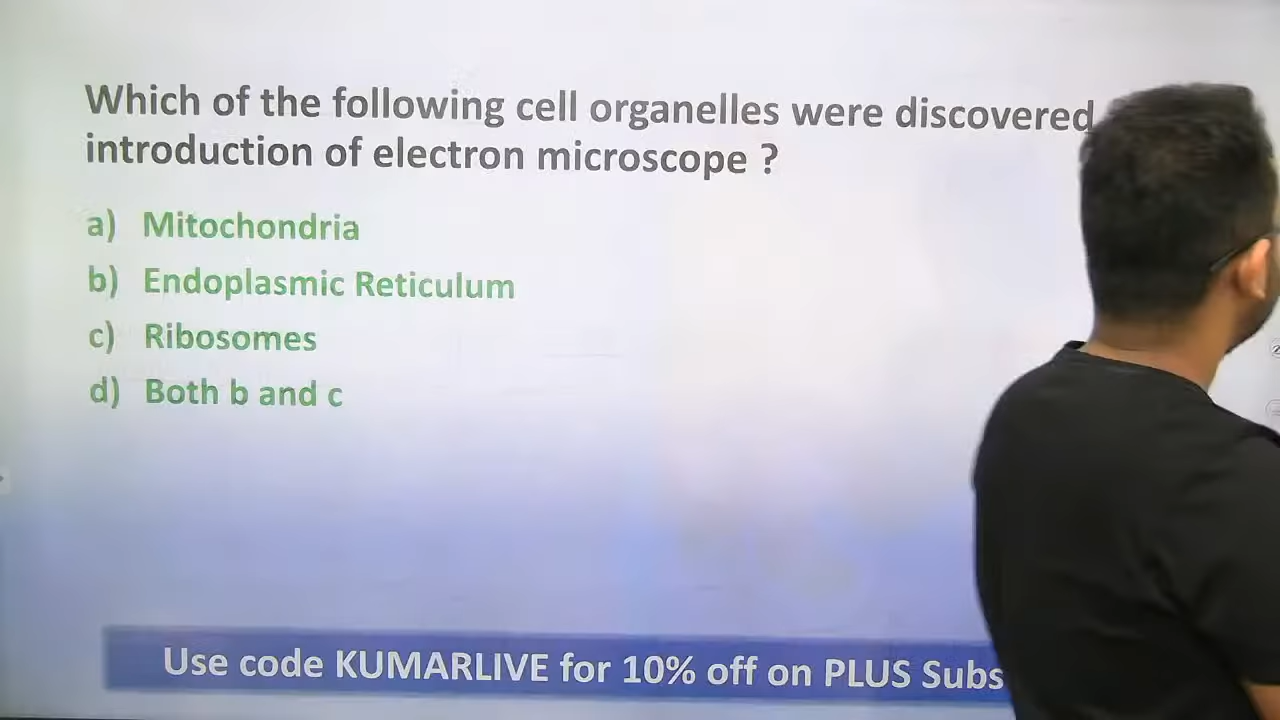 Which of the following cell organelles were discovered
introduction of electron microscope ?
a) Mitochondria
b) Endoplasmic Reticulum
c) Ribosomes
d) Both b and c
Use code KUMARLIVE for 10% off on PLUS Subs